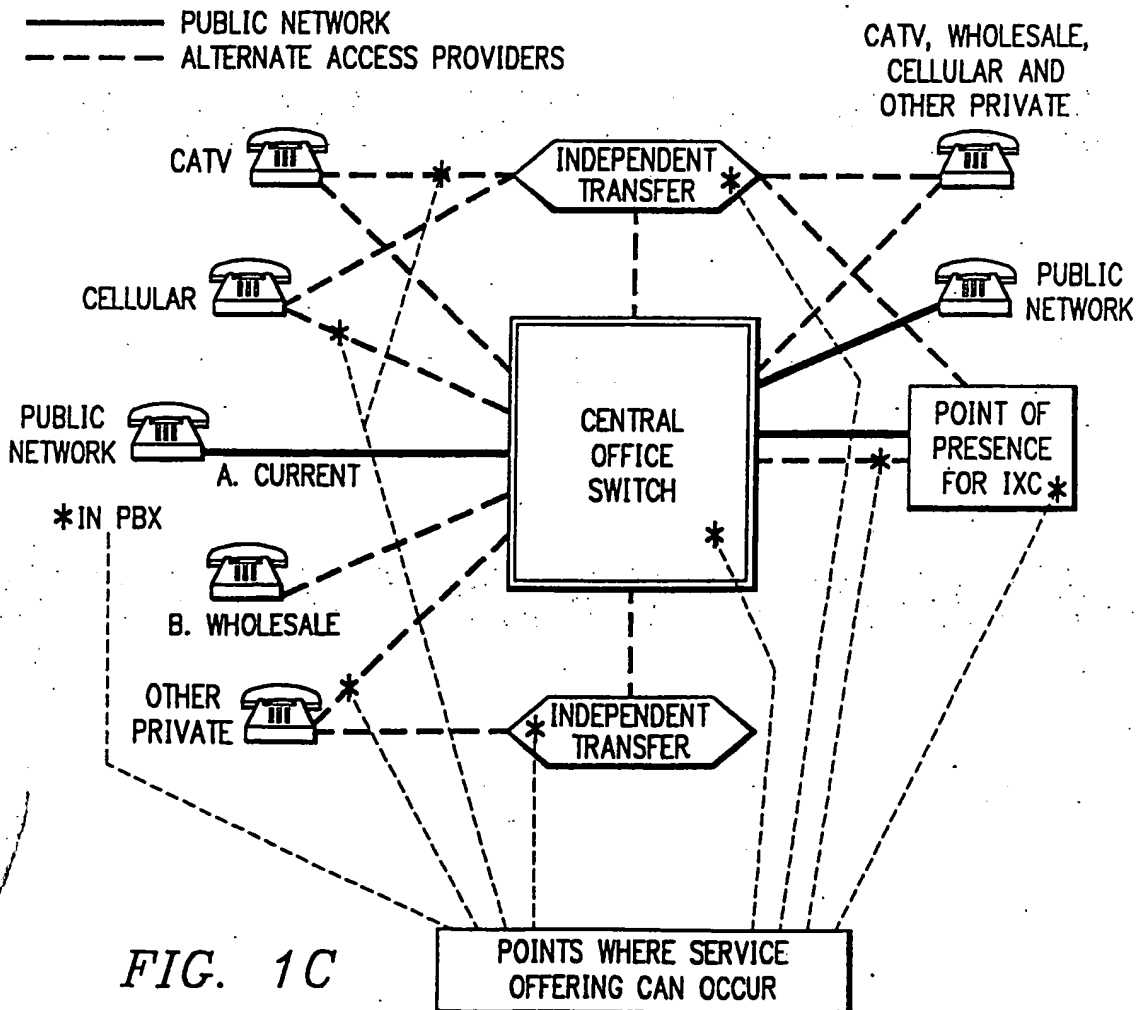 PUBLIC NETWORK
ALTERNATE ACCESS PROVIDERS
CATV, WHOLESALE,
CELLULAR AND
OTHER PRIVATE
CATV
INDEPENDENT
TRANSFER
*
*
CELLULAR
*
PUBLIC
NETWORK
PUBLIC
NETWORK
A. CURRENT
CENTRAL
OFFICE
SWITCH
*
*
POINT OF
PRESENCE
FOR IXC *
*IN PBX
B. WHOLESALE
OTHER
PRIVATE
*
INDEPENDENT
TRANSFER
*
POINTS WHERE SERVICE
OFFERING CAN OCCUR
FIG. 1C